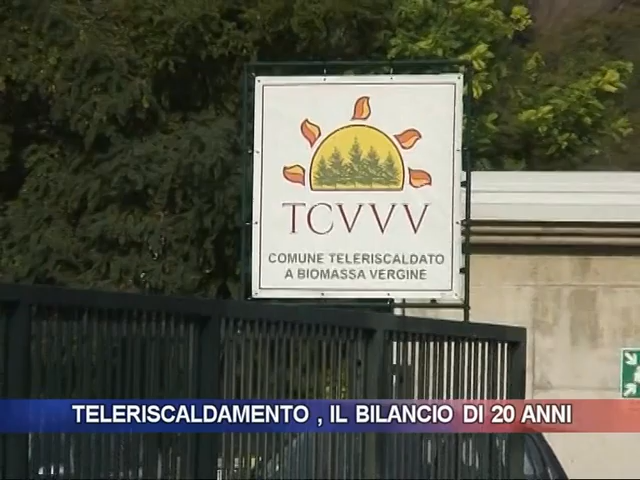 TCVVV
COMUNE TELERISCALDATO
A BIOMASSA VERGINE
TELERISCALDAMENTO , IL BILANCIO DI 20 ANNI